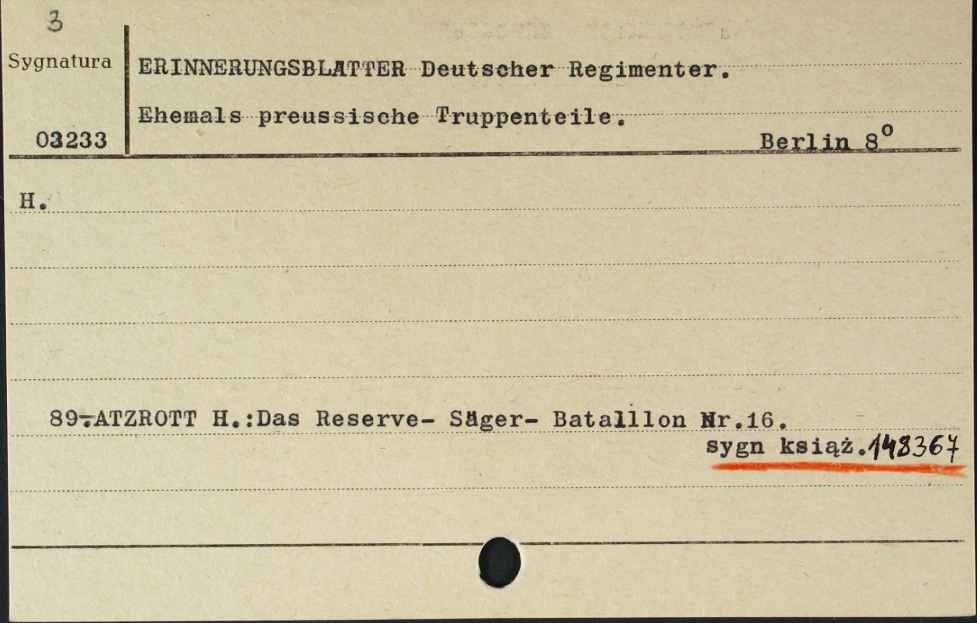 3
Sygnatura
ERINNERUNGSBLATTER Deutscher Regimenter.
Ehemals preussische Truppenteile.
03233
Berlin 8°
H.
89.ATZROTT H.:Das Reserve- Säger- Batalllon Nr.16.
sygn książ.148367